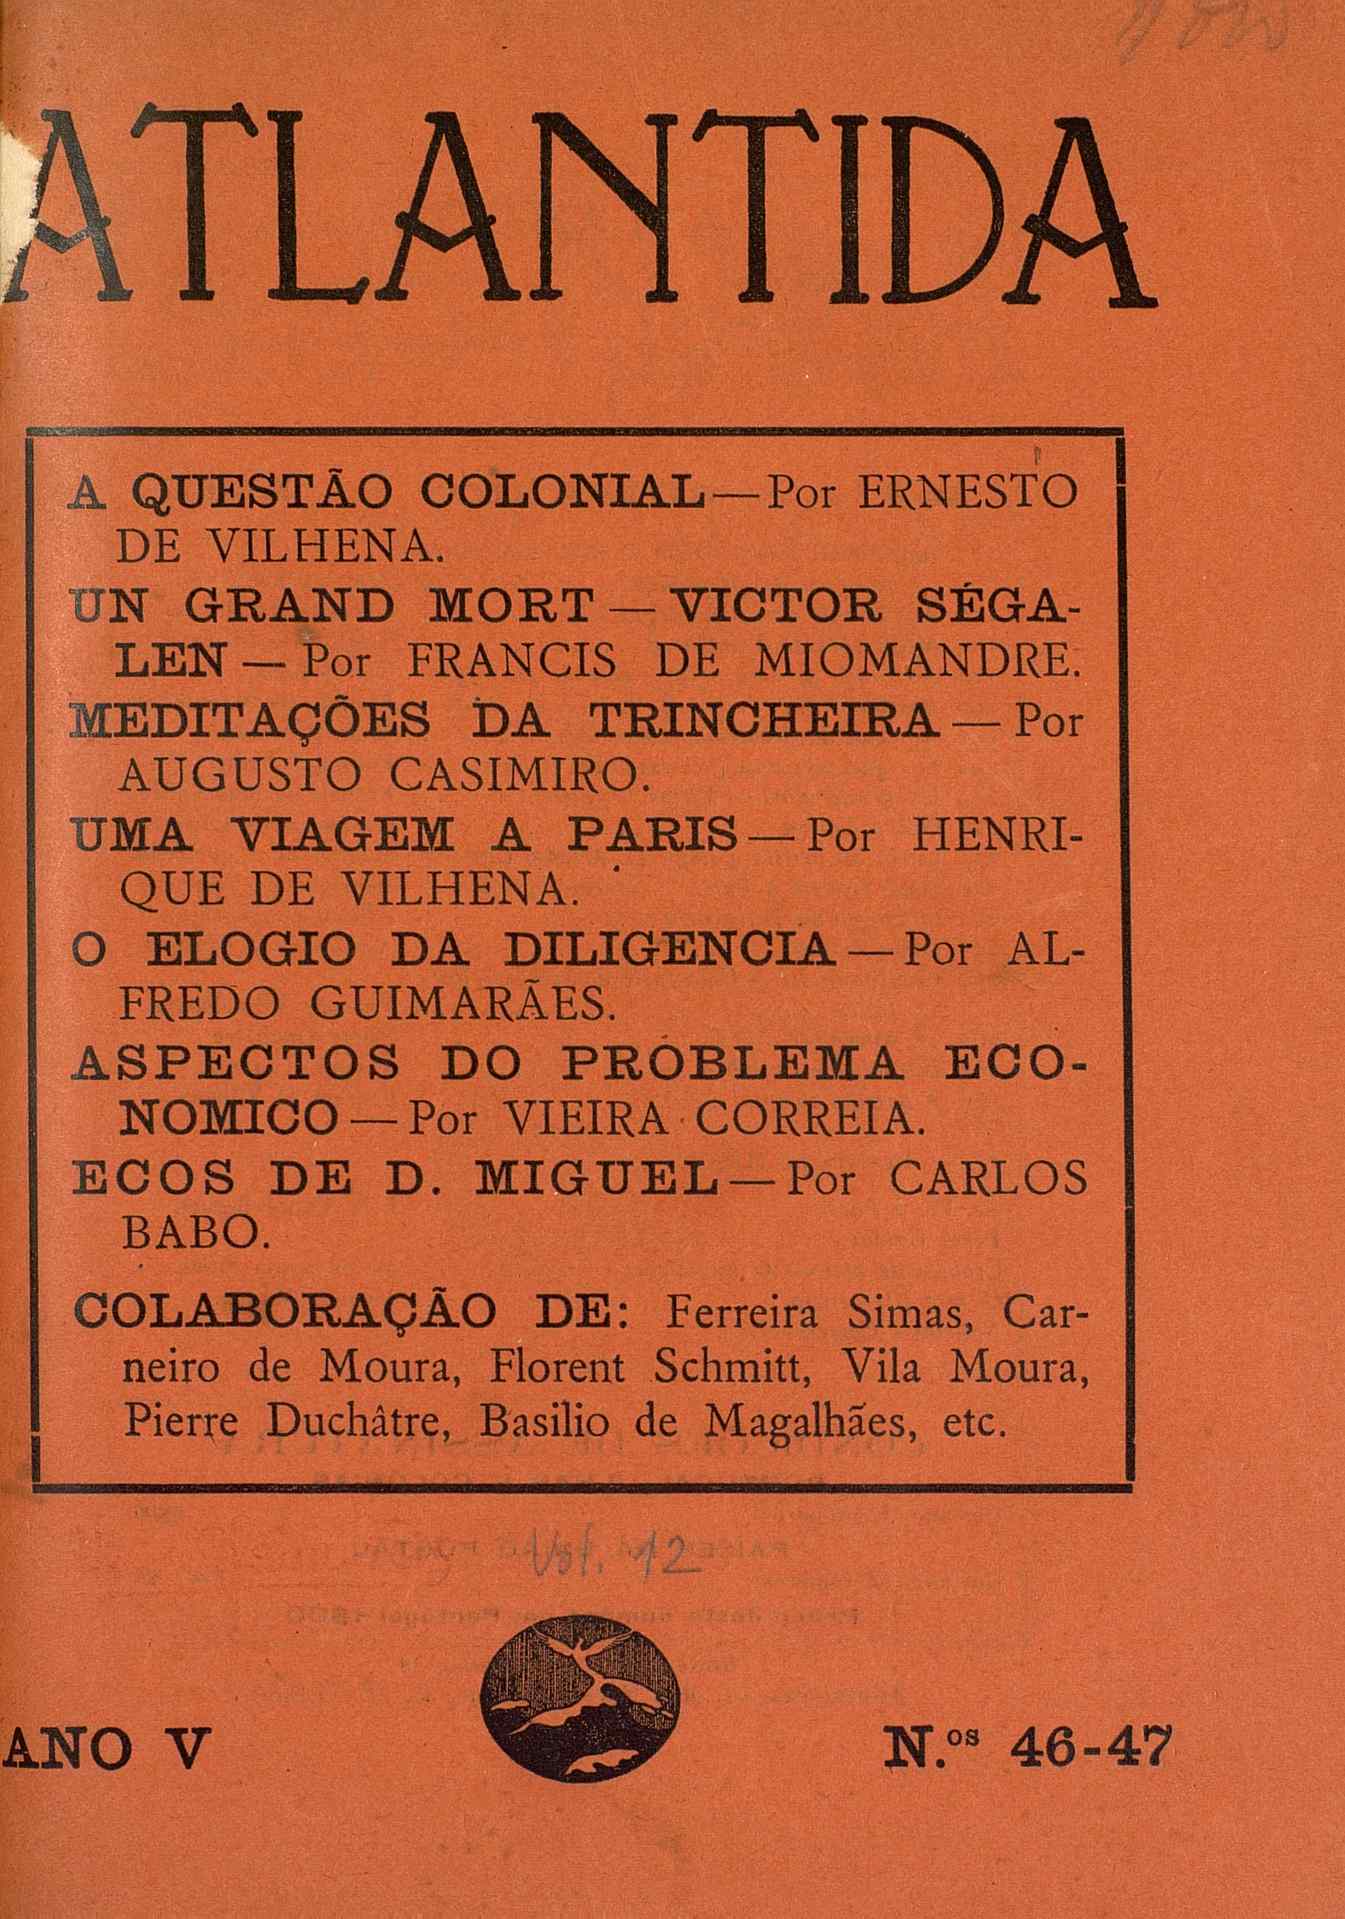 ATLANTIDA
A QUESTÃO COLONIAL — Por ERNESTO
DE VILHENA.
UN GRAND MORT — VICTOR SÉGA-
LEN — Por FRANCIS DE MIOMANDRE.
MEDITAÇÕES DA TRINCHEIRA — Por
AUGUSTO CASIMIRO.
UMA VIAGEM A PARIS — Por HENRI-
QUE DE VILHENA.
O ELOGIO DA DILIGENCIA — Por AL-
FREDO GUIMARÃES.
ASPECTOS DO PROBLEMA ECO-
NOMICO — Por VIEIRA CORREIA.
ECOS DE D. MIGUEL — Por CARLOS
BABO.
COLABORAÇÃO DE: Ferreira Simas, Car-
neiro de Moura, Florent Schmitt, Vila Moura,
Pierre Duchâtre, Basilio de Magalhães, etc.
Vol. 12
ANO V
N.os 46-47